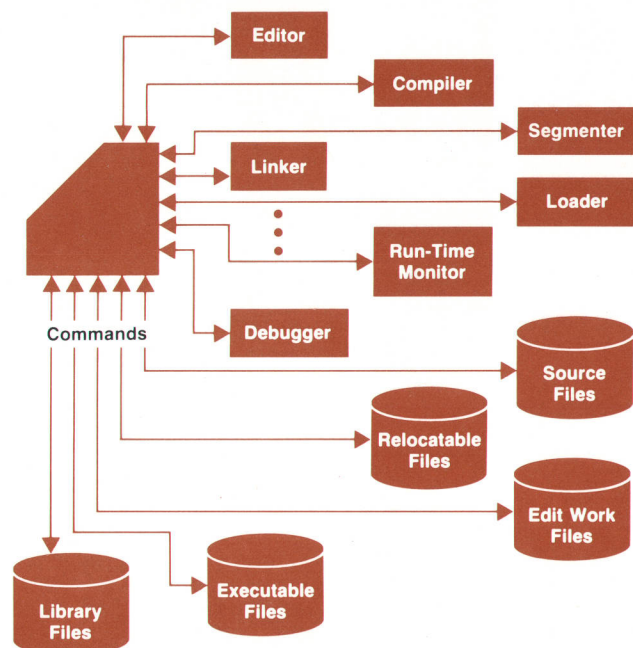 Editor
Compiler
Segmenter
Linker
Loader
Run-Time
Monitor
Commands
Debugger
Source
Files
Relocatable
Files
Edit Work
Files
Executable
Files
Library
Files